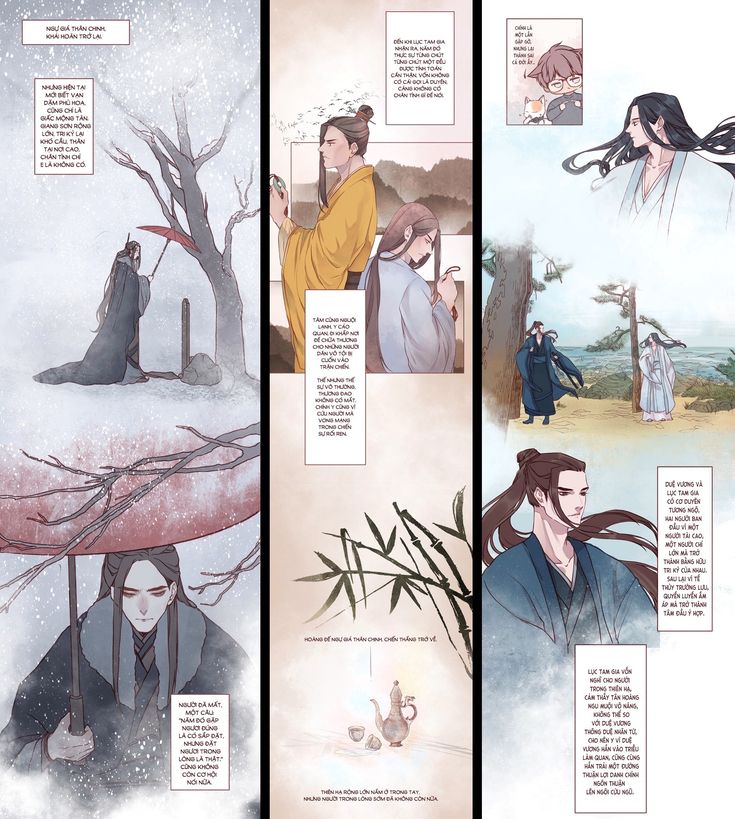 NGỰ GIÁ THÂN CHINH,
KHẢI HOÀN TRỞ LẠI.
NHƯNG HIỆN TẠI
MỚI BIẾT VẠN
DẶM PHÙ HOA,
CŨNG CHỈ LÀ
GIẤC MỘNG TÀN.
GIANG SƠN RỘNG
LỚN, TRI KỶ LẠI
KHÓ CẦU. THÂN
TẠI NƠI CAO,
CHÂN TÌNH CHỈ
E LÀ KHÔNG CÓ.
NGƯỜI ĐÃ MẤT,
MỘT CÂU:
"NĂM ĐÓ GẶP
NGƯƠI ĐÚNG
LÀ CÓ SẮP ĐẶT,
NHƯNG ĐẶT
NGƯƠI TRONG
LÒNG LÀ THẬT."
CŨNG KHÔNG
CÒN CƠ HỘI
NÓI NỮA.
ĐẾN KHI LỤC TAM GIA
NHẬN RA, NĂM ĐÓ
THỰC SỰ TỪNG CHÚT
TỪNG CHÚT MỘT ĐỀU
ĐƯỢC TÍNH TOÁN
CẨN THẬN, VỐN KHÔNG
CÓ CÁI GỌI LÀ DUYÊN,
CÀNG KHÔNG CÓ
CHÂN TÌNH GÌ ĐỂ NÓI.
TÂM CŨNG NGUỘI
LẠNH, Y CÁO
QUAN, ĐI KHẮP NƠI
ĐỂ CHỮA THƯƠNG
CHO NHỮNG NGƯỜI
DÂN VÔ TỘI BỊ
CUỐN VÀO
TRẬN CHIẾN.
THẾ NHƯNG THẾ
SỰ VÔ THƯỜNG,
THƯƠNG ĐAO
KHÔNG CÓ MẮT,
CHÍNH Y CŨNG VÌ
CỨU NGƯỜI MÀ
VONG MẠNG
TRONG CHIẾN
SỰ RỐI REN.
HOÀNG ĐẾ NGỰ GIÁ THÂN CHINH, CHIẾN THẮNG TRỞ VỀ.
THIÊN HẠ RỘNG LỚN NẰM Ở TRONG TAY,
NHƯNG NGƯỜI TRONG LÒNG SỚM ĐÃ KHÔNG CÒN NỮA.
CHỈNH LÀ
MỘT LẦN
GẶP GỠ,
NHƯNG LẠI
THÀNH SAI
CẢ ĐỜI ẤY..
DUỆ VƯƠNG VÀ
LỤC TAM GIA
CÓ CƠ DUYÊN
TƯƠNG NGỘ,
HAI NGƯỜI BAN
ĐẦU VÌ MỘT
NGƯỜI TÀI CAO,
MỘT NGƯỜI CHÍ
LỚN MÀ TRỞ
THÀNH BẰNG HỮU
TRI KỶ CỦA NHAU.
SAU LẠI VÌ TẾ
THỦY TRƯỜNG LƯU,
QUYẾN LUYẾN ẤM
ÁP MÀ TRỞ THÀNH
TÂM ĐẦU Ý HỢP.
LỤC TAM GIA VỐN
NGHĨ CHO NGƯỜI
TRONG THIÊN HẠ,
CẢM THẤY TÂN HOÀNG
NGU MUỘI VÔ NĂNG,
KHÔNG THỂ SO
VỚI DUỆ VƯƠNG
THÔNG DUỆ NHÂN TỪ,
CHO NÊN Y VÌ DUỆ
VƯƠNG HẮN VÀO TRIỀU
LÀM QUAN, CŨNG CÙNG
HẮN TRẢI MỘT ĐƯỜNG
THUẬN LỢI DANH CHÍNH
NGÔN THUẬN
LÊN NGÔI CỬU NGŨ.